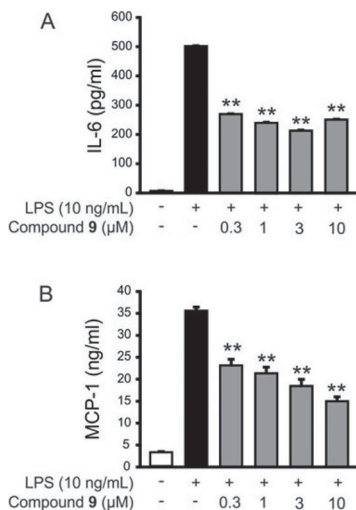 A
IL-6 (pg/ml)
600
500
400
300
200
100
0
** ** ** **
LPS (10 ng/mL) - + + + + +
Compound 9 (μM) - - 0.3 1 3 10
B
MCP-1 (ng/ml)
40
35
30
25
20
15
10
5
0
** ** ** **
LPS (10 ng/mL) - + + + + +
Compound 9 (μM) - - 0.3 1 3 10